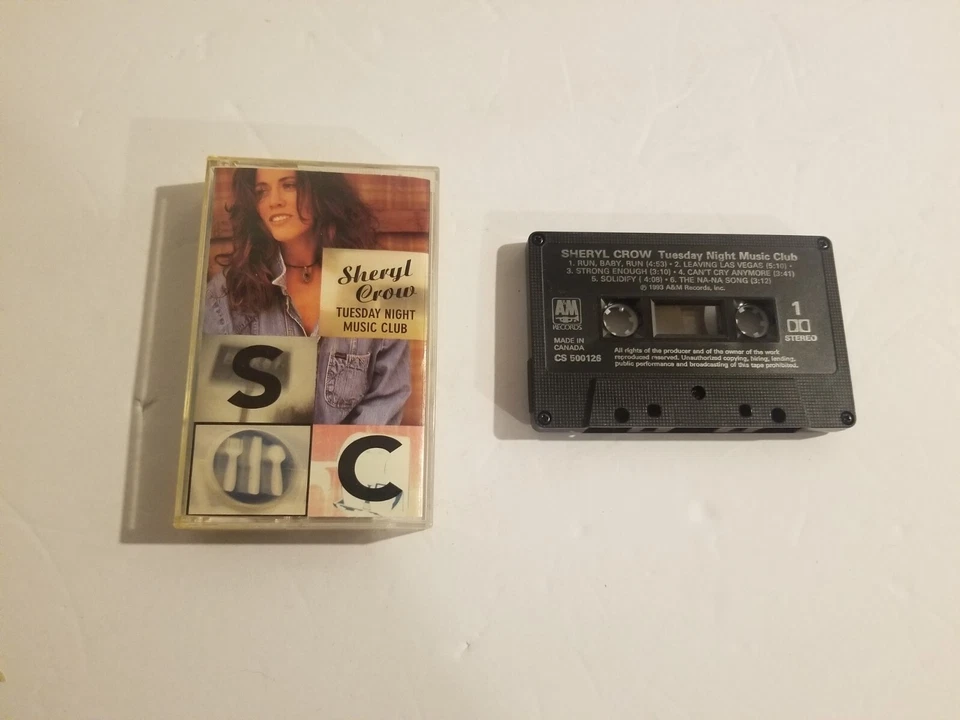 Sheryl
Crow
TUESDAY NIGHT
MUSIC CLUB
S
C
SHERYL CROW Tuesday Night Music Club
1. RUN, BABY, RUN (4:53) • 2. LEAVING LAS VEGAS (5:10) •
3. STRONG ENOUGH (3:10) • 4. CAN'T CRY ANYMORE (3:41)
5. SOLIDIFY ( 4:08) • 6. THE NA-NA SONG (3:12)
℗ 1993 A&M Records, Inc.
A&M
RECORDS
1
STEREO
MADE IN
CANADA
CS 500126
All rights of the producer and of the owner of the work
reproduced reserved. Unauthorized copying, hiring, lending,
public performance and broadcasting of this tape prohibited.